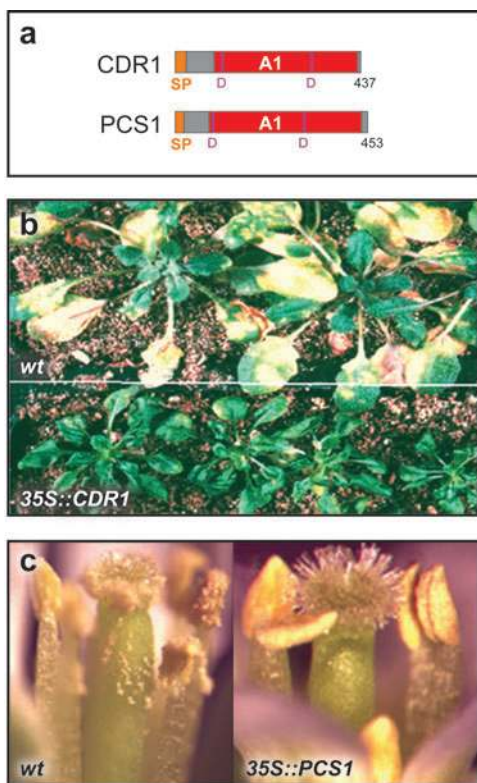 a
CDR1 A1
SP D D 437
PCS1 A1
SP D D 453
b
wt
35S::CDR1
c
wt 35S::PCS1